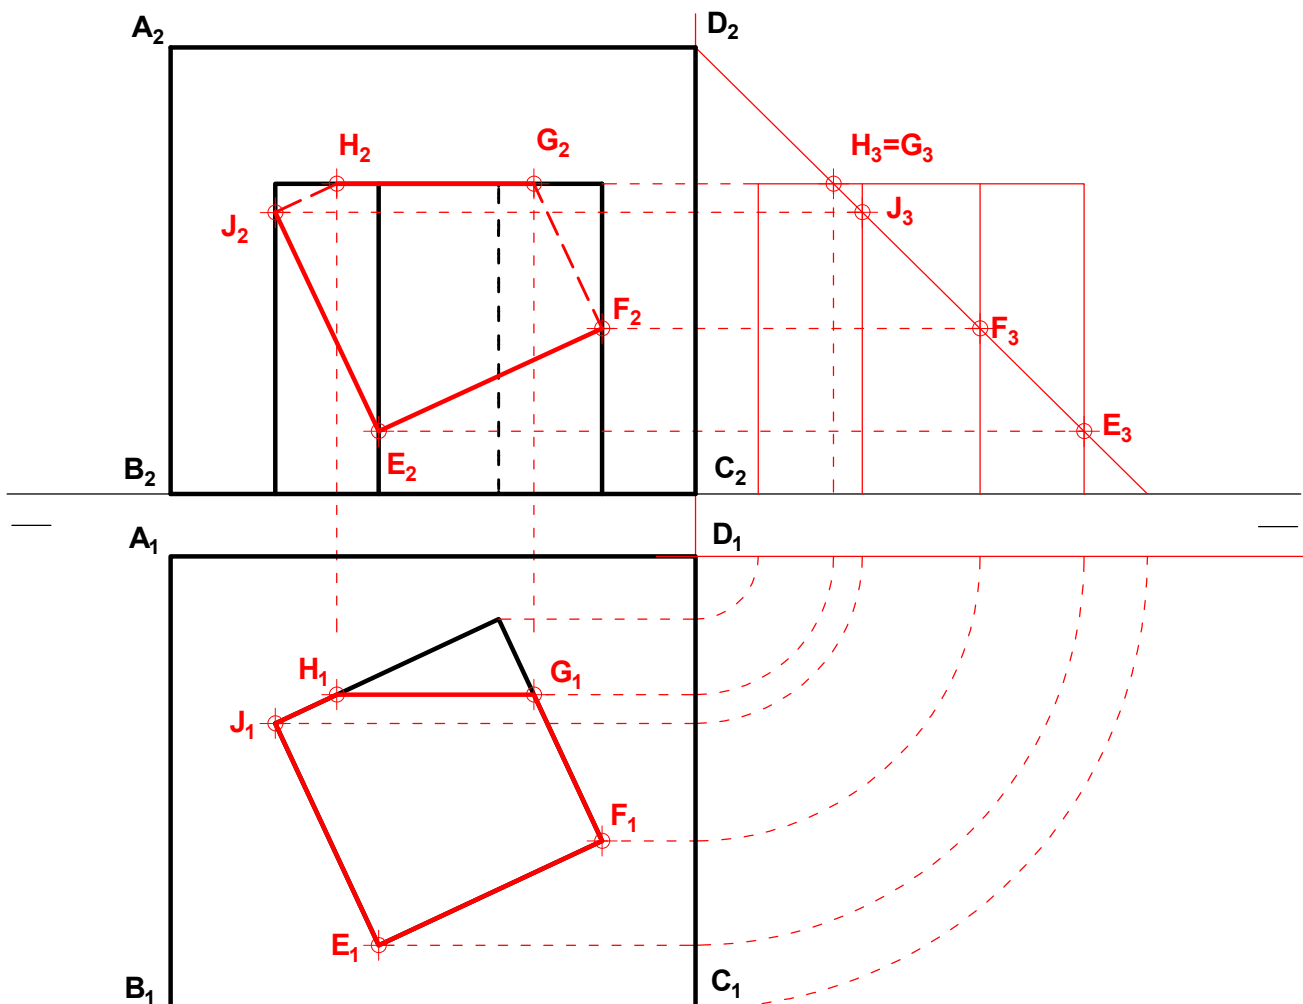 A₂
D₂
H₂
G₂
H₃=G₃
J₂
J₃
F₂
F₃
E₃
E₂
B₂
C₂
A₁
D₁
H₁
G₁
J₁
F₁
E₁
B₁
C₁